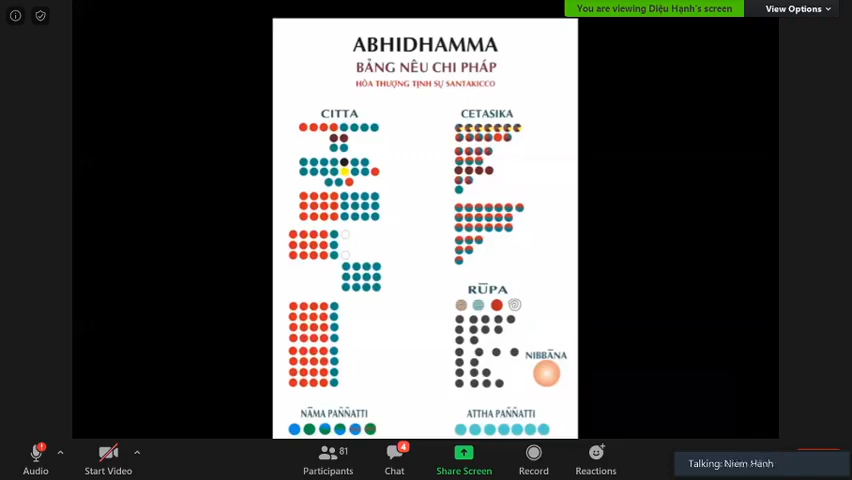 You are viewing Diệu Hạnh's screen
View Options
ABHIDHAMMA
BẢNG NÊU CHI PHÁP
HÒA THƯỢNG TỊNH SỰ SANTAKICCO
CITTA
CETASIKA
RŪPA
NIBBĀNA
NĀMA PAÑÑATTI
ATTHA PAÑÑATTI
Audio
Start Video
81
Participants
4
Chat
Share Screen
Record
Reactions
Talking: Niem Hành